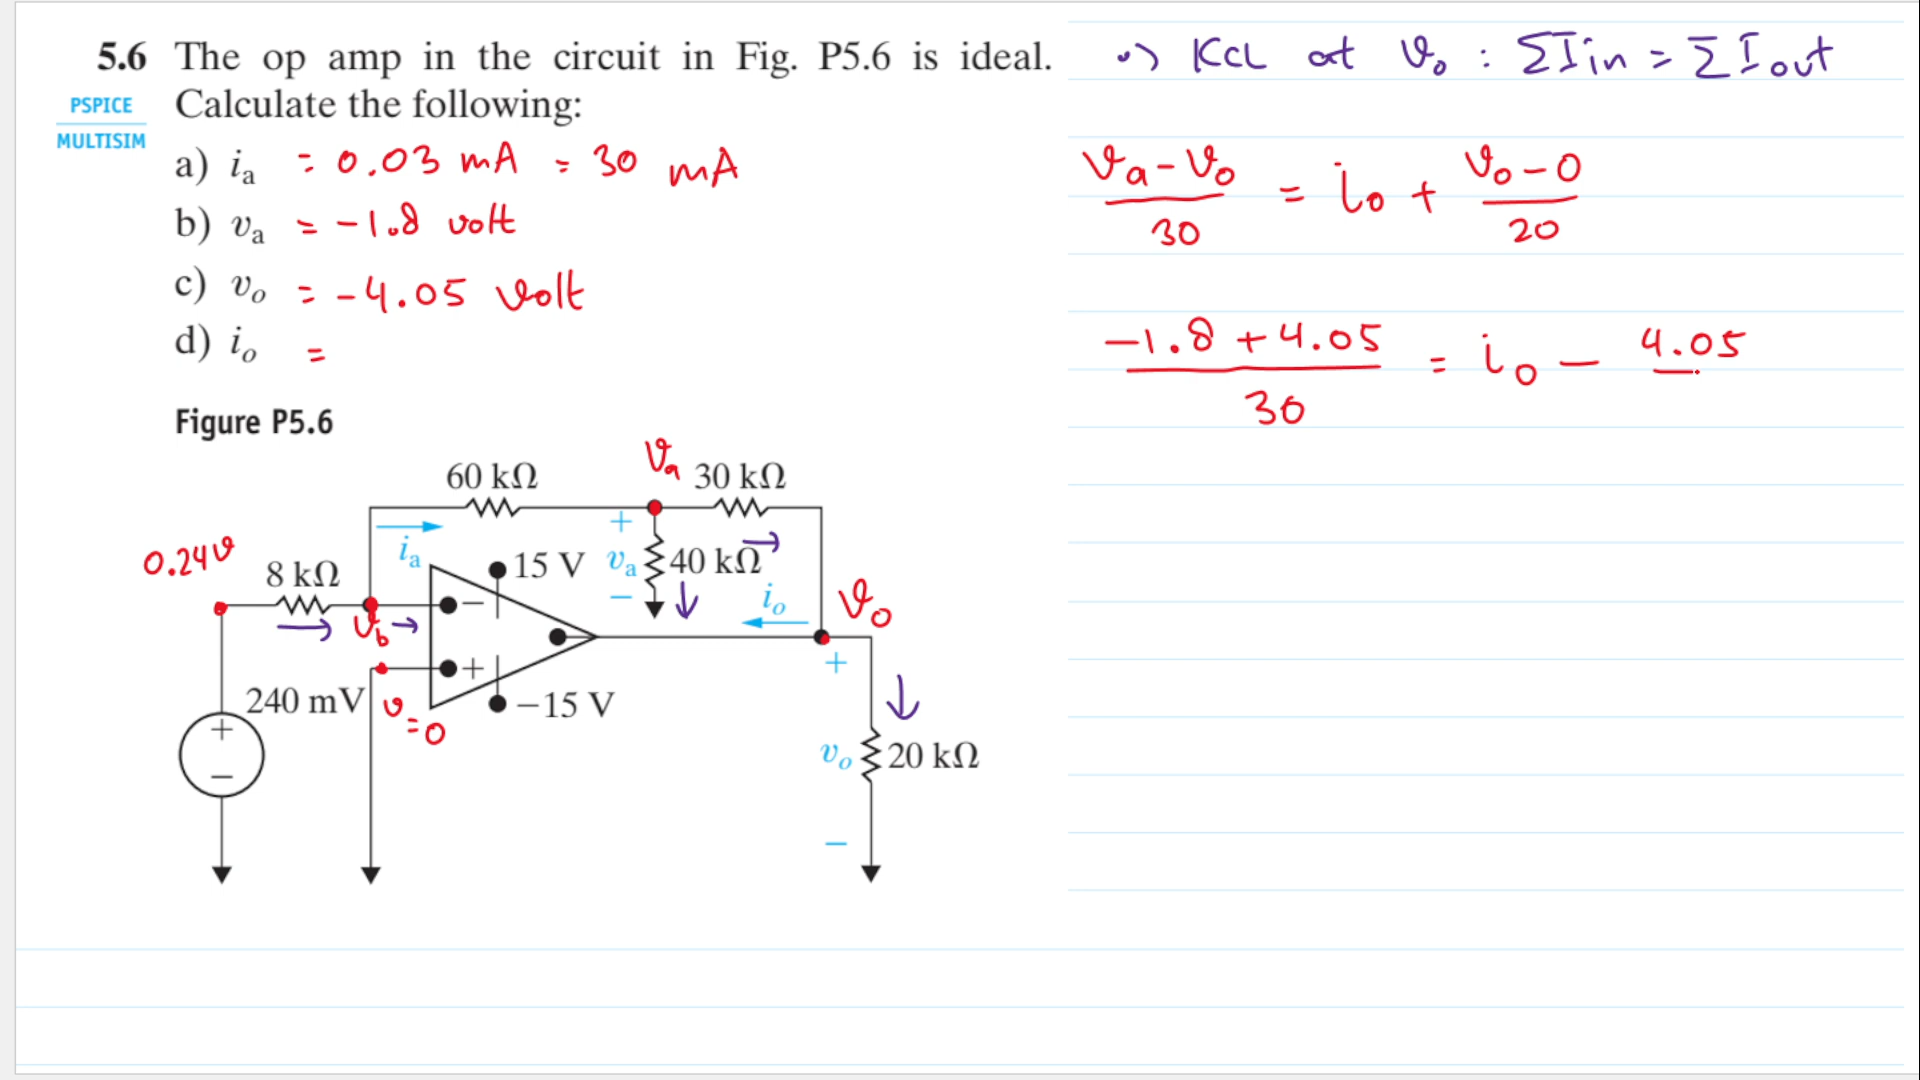 5.6 The op amp in the circuit in Fig. P5.6 is ideal.
PSPICE Calculate the following:
MULTISIM
a) iₐ = 0.03 mA = 30 mA
b) vₐ = -1.8 volt
c) vₒ = -4.05 volt
d) iₒ =
Figure P5.6
60 kΩ
vₐ
30 kΩ
0.24v
8 kΩ
iₐ
15 V
+
vₐ
−
40 kΩ
iₒ
vₒ
v_b
−
+
240 mV
v=0
−15 V
+
−
+
vₒ
−
20 kΩ
KCL at vₒ : ΣIin = ΣIout
(vₐ - vₒ)/30 = iₒ + (vₒ - 0)/20
(-1.8 + 4.05)/30 = iₒ - 4.05